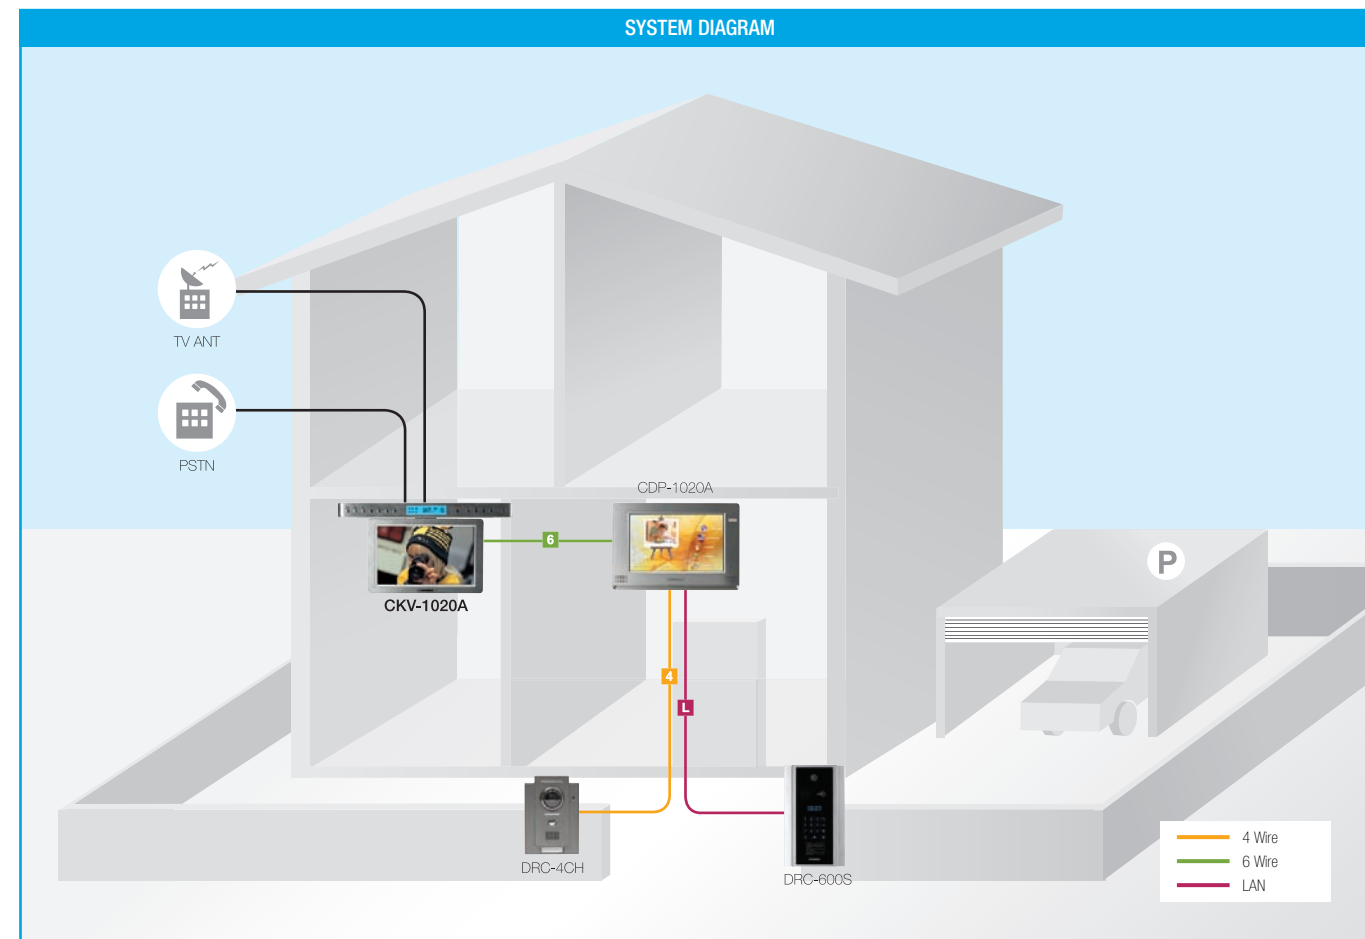 SYSTEM DIAGRAM
TV ANT
PSTN
CDP-1020A
6
CKV-1020A
P
4
L
DRC-4CH
DRC-600S
4 Wire
6 Wire
LAN